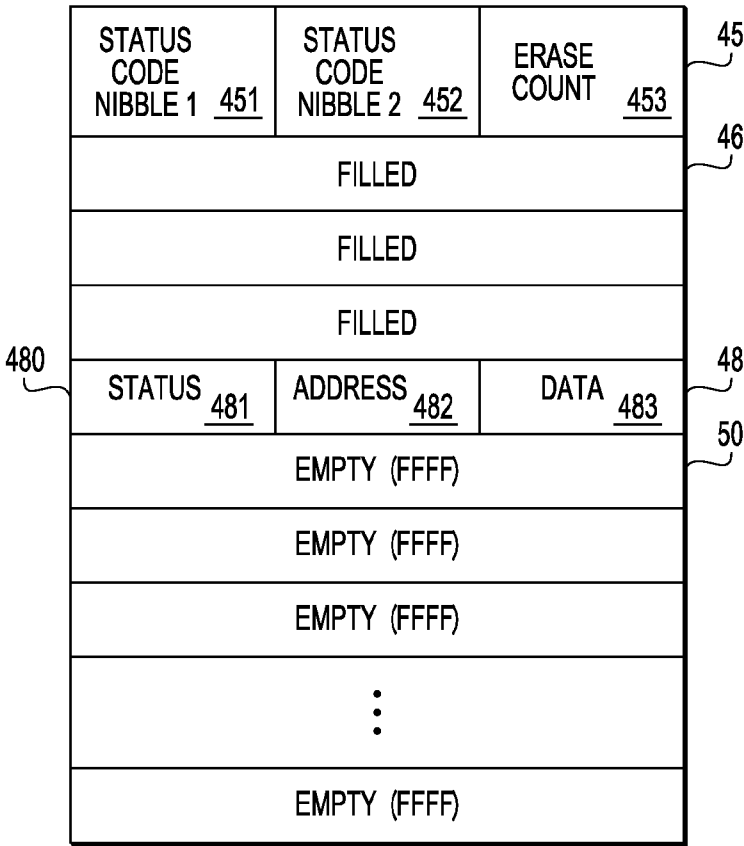 STATUS
CODE
NIBBLE 1 451
STATUS
CODE
NIBBLE 2 452
ERASE
COUNT 453
45
46
FILLED
FILLED
FILLED
480
STATUS 481
ADDRESS 482
DATA 483
48
50
EMPTY (FFFF)
EMPTY (FFFF)
EMPTY (FFFF)
EMPTY (FFFF)